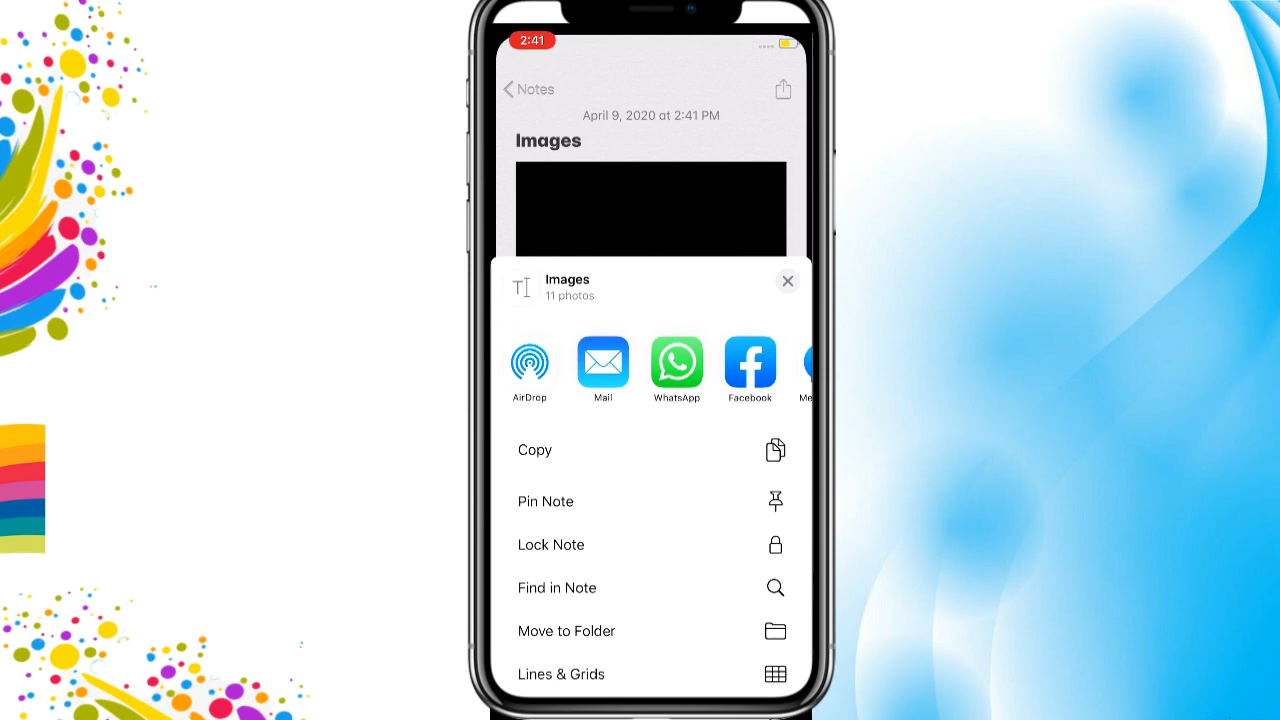 2:41
Notes
April 9, 2020 at 2:41 PM
Images
Images
11 photos
AirDrop
Mail
WhatsApp
Facebook
Me
Copy
Pin Note
Lock Note
Find in Note
Move to Folder
Lines & Grids